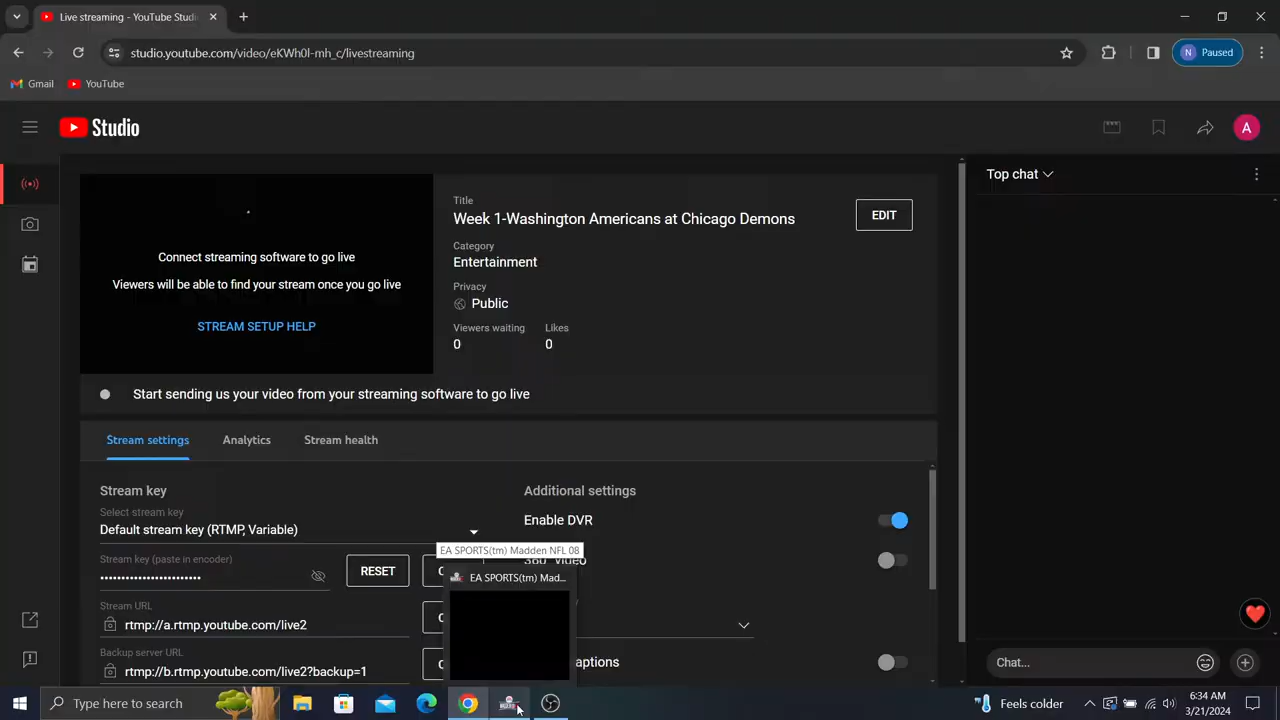 Live streaming - YouTube Studi
studio.youtube.com/video/eKWh0l-mh_c/livestreaming
N Paused
Gmail YouTube
Studio
A
Connect streaming software to go live
Viewers will be able to find your stream once you go live
STREAM SETUP HELP
Title
Week 1-Washington Americans at Chicago Demons
EDIT
Category
Entertainment
Privacy
Public
Viewers waiting Likes
0 0
Start sending us your video from your streaming software to go live
Top chat
Stream settings Analytics Stream health
Stream key
Select stream key
Default stream key (RTMP, Variable)
Stream key (paste in encoder)
RESET
Stream URL
rtmp://a.rtmp.youtube.com/live2
Backup server URL
rtmp://b.rtmp.youtube.com/live2?backup=1
Additional settings
Enable DVR
EA SPORTS(tm) Madden NFL 08
EA SPORTS(tm) Mad...
Chat...
Type here to search
Feels colder
6:34 AM
3/21/2024